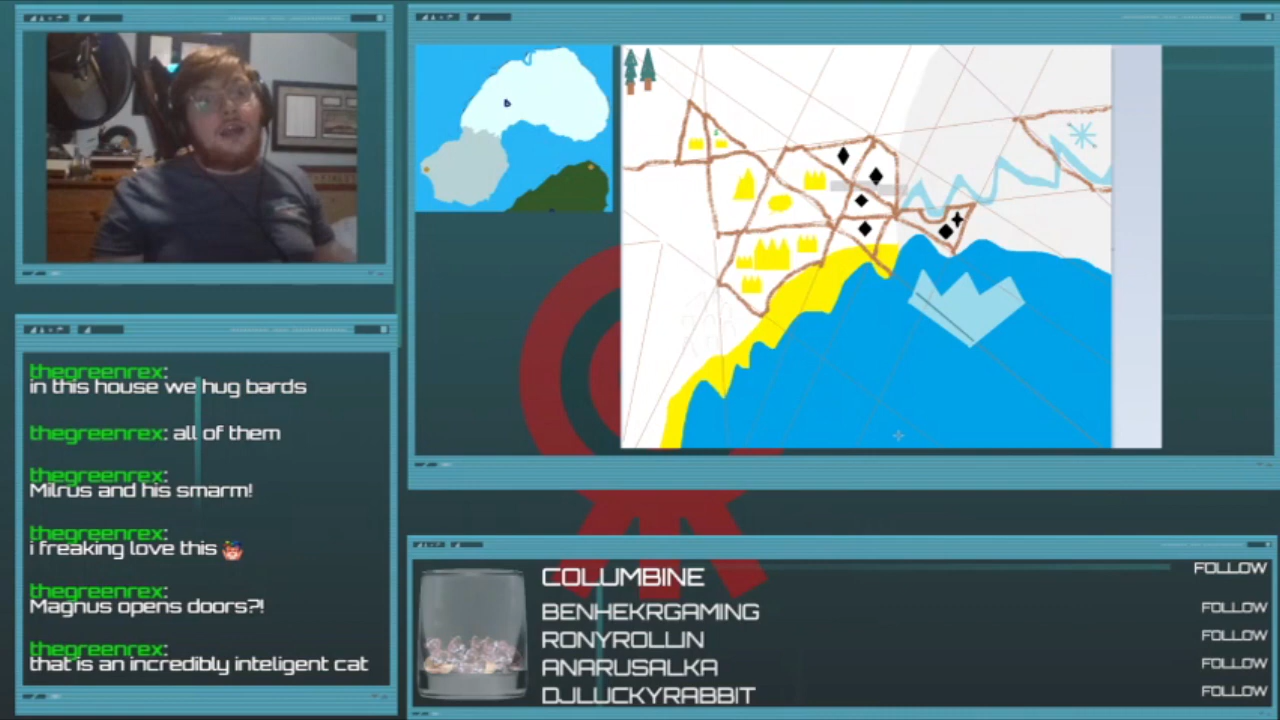 thegreenrex:
in this house we hug bards
thegreenrex: all of them
thegreenrex:
Milrus and his smarm!
thegreenrex:
i freaking love this
thegreenrex:
Magnus opens doors?!
thegreenrex:
that is an incredibly inteligent cat
COLUMBINE FOLLOW
BENHEKRGAMING FOLLOW
RONYROLLIN FOLLOW
ANARUSALKA FOLLOW
DJLUCKYRABBIT FOLLOW